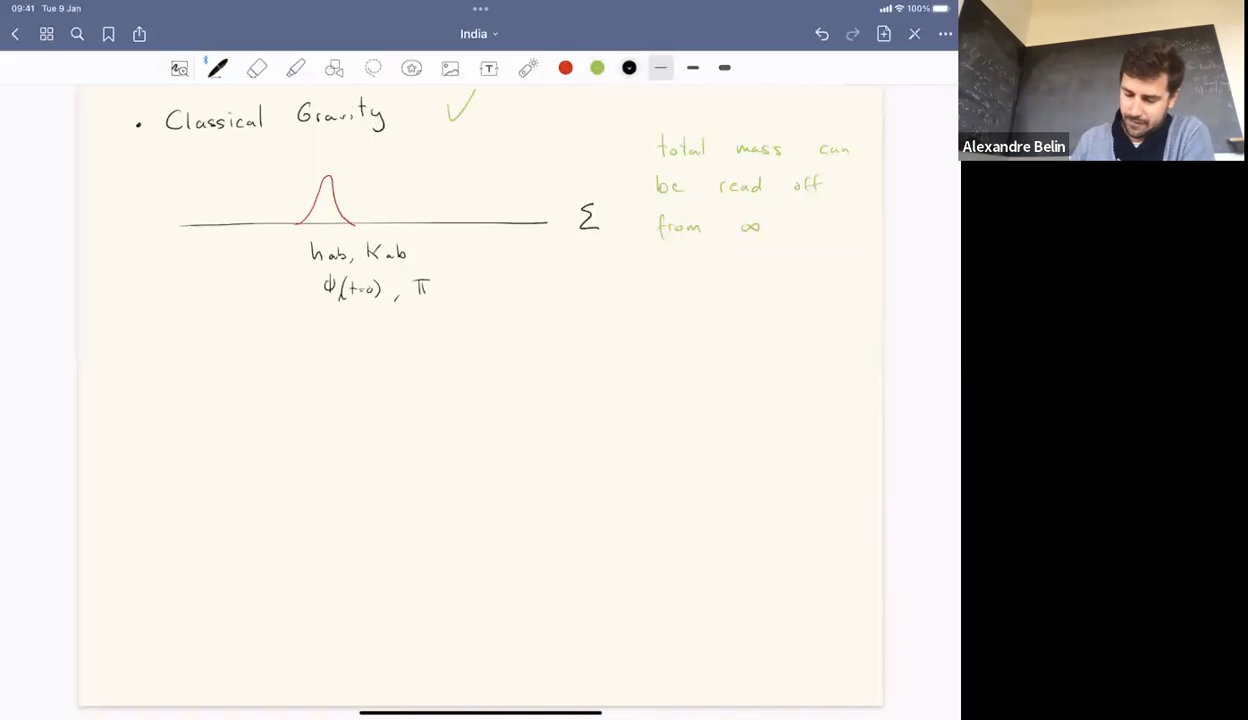 09:41 Tue 9 Jan
100%
India
T
• Classical Gravity ✓
total mass can
be read off
from ∞
Σ
hab, Kab
ϕ(t=0), Π
Alexandre Belin